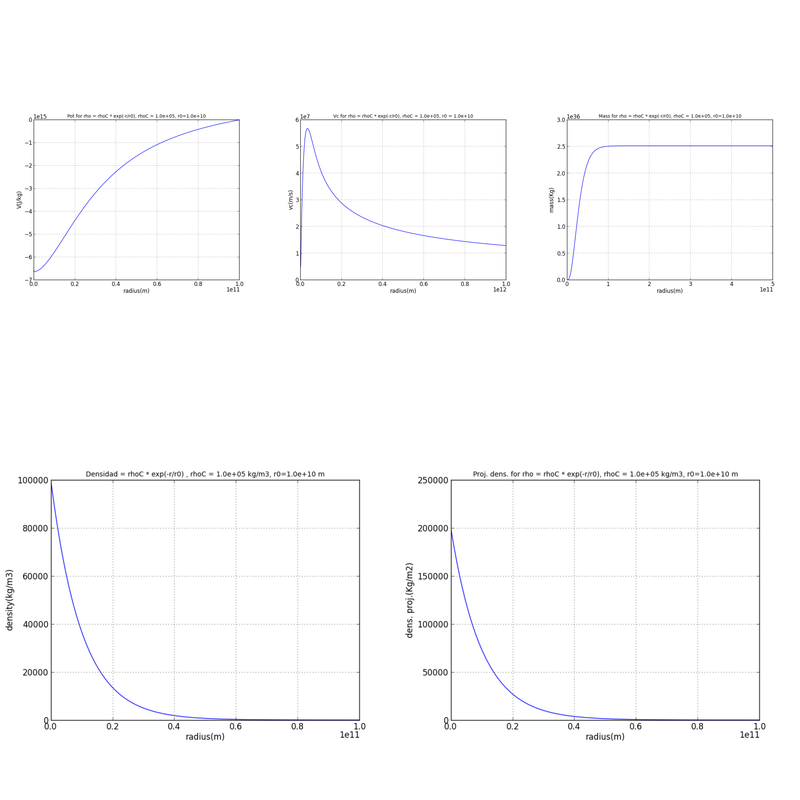 Pot for rho = rhoC * exp(-r/r0), rhoC = 1.0e+05, r0=1.0e+10
1e15
0
−1
−2
−3
−4
−5
−6
−7
V(J/kg)
0.0 0.2 0.4 0.6 0.8 1.0
radius(m)
1e11
Vc for rho = rhoC * exp(-r/r0), rhoC = 1.0e+05, r0 = 1.0e+10
1e7
6
5
4
3
2
1
0
vc(m/s)
0.0 0.2 0.4 0.6 0.8 1.0
radius(m)
1e12
Mass for rho = rhoC * exp(-r/r0), rhoC = 1.0e+05, r0=1.0e+10
1e36
3.0
2.5
2.0
1.5
1.0
0.5
0.0
mass(Kg)
0 1 2 3 4 5
radius(m)
1e11
Densidad = rhoC * exp(-r/r0) , rhoC = 1.0e+05 kg/m3, r0=1.0e+10 m
100000
80000
60000
40000
20000
0
density(kg/m3)
0.0 0.2 0.4 0.6 0.8 1.0
radius(m)
1e11
Proj. dens. for rho = rhoC * exp(-r/r0), rhoC = 1.0e+05 kg/m3, r0=1.0e+10 m
250000
200000
150000
100000
50000
0
dens. proj.(Kg/m2)
0.0 0.2 0.4 0.6 0.8 1.0
radius(m)
1e11